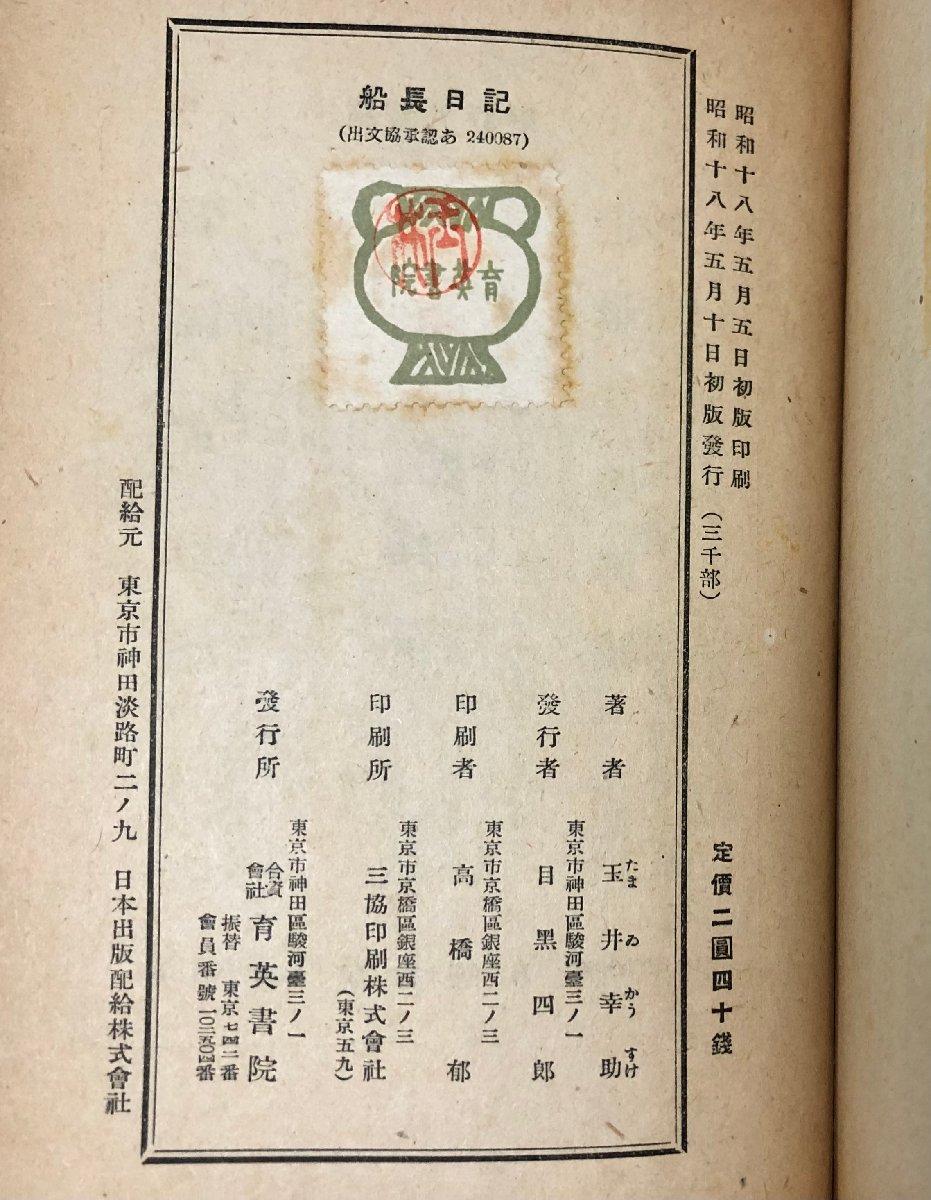 昭和十八年五月五日初版印刷
昭和十八年五月十日初版發行(三千部)
定價二圓四十錢
船長日記
(出文協承認あ 240087)
育英書院
著者 玉井幸助
たま ゐ かう すけ
東京市神田區駿河臺三ノ一
發行者 目黑四郎
東京市京橋區銀座西二ノ三
印刷者 高橋郁
東京市京橋區銀座西二ノ三
印刷所 三協印刷株式會社
(東京五九)
東京市神田區駿河臺三ノ一
發行所 合資會社 育英書院
振替 東京七四二番
會員番號一〇二五〇四番
配給元 東京市神田淡路町二ノ九 日本出版配給株式會社